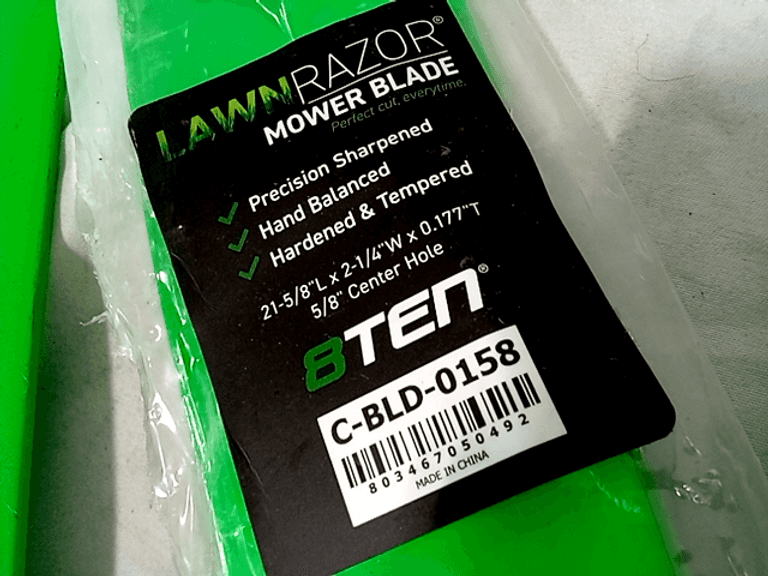 LAWNRAZOR®
MOWER BLADE
Perfect cut, everytime.
Precision Sharpened
Hand Balanced
Hardened & Tempered
21-5/8"L x 2-1/4"W x 0.177"T
5/8" Center Hole
8TEN®
C-BLD-0158
803467050492
MADE IN CHINA